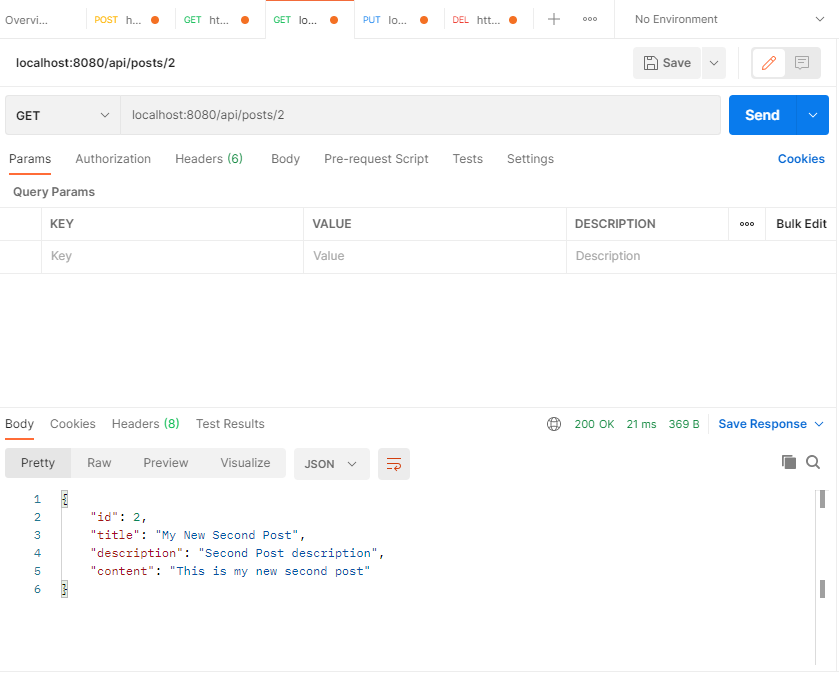 Overvi... POST h... GET ht... GET lo... PUT lo... DEL htt... No Environment
localhost:8080/api/posts/2 Save
GET localhost:8080/api/posts/2 Send
Params Authorization Headers (6) Body Pre-request Script Tests Settings Cookies
Query Params
KEY VALUE DESCRIPTION Bulk Edit
Key Value Description
Body Cookies Headers (8) Test Results 200 OK 21 ms 369 B Save Response
Pretty Raw Preview Visualize JSON
1 {
2 "id": 2,
3 "title": "My New Second Post",
4 "description": "Second Post description",
5 "content": "This is my new second post"
6 }